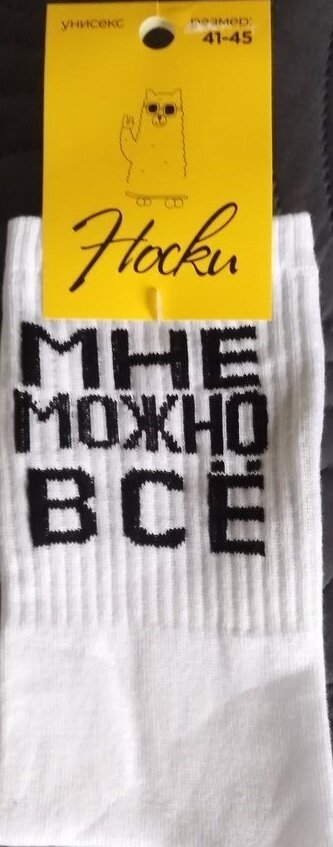 унисекс
размер:
41-45
Носки
МНЕ
МОЖНО
ВСЁ